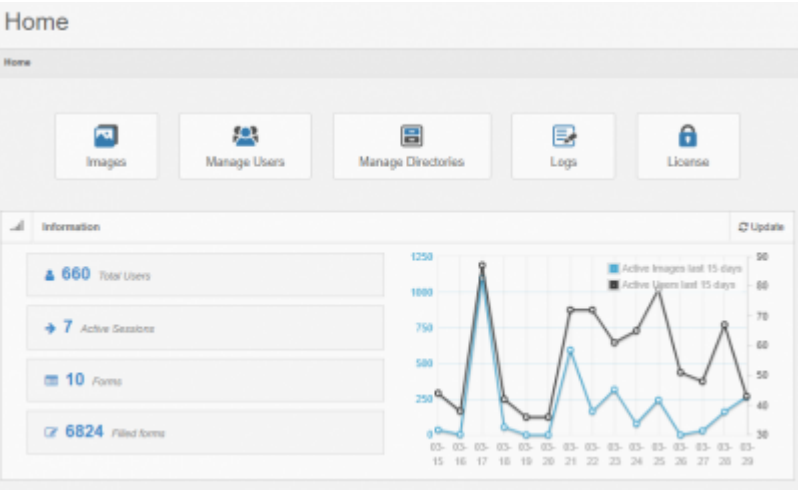 Home
Home
Images
Manage Users
Manage Directories
Logs
License
Information
Update
660 Total Users
7 Active Sessions
10 Forms
6824 Filled forms
Active Images last 15 days
Active Users last 15 days
1250
1000
750
500
250
0
90
80
70
60
50
40
30
03-15 03-16 03-17 03-18 03-19 03-20 03-21 03-22 03-23 03-24 03-25 03-26 03-27 03-28 03-29